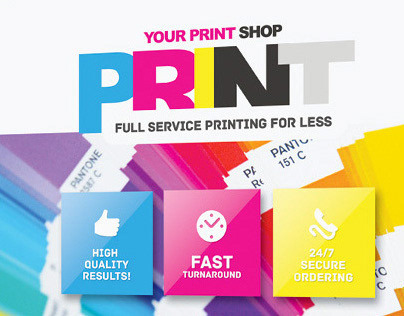 YOUR PRINT SHOP
PRINT
FULL SERVICE PRINTING FOR LESS
PANTONE
PANTONE
151 C
PANTONE
HIGH
QUALITY
RESULTS!
FAST
TURNAROUND
24/7
SECURE
ORDERING